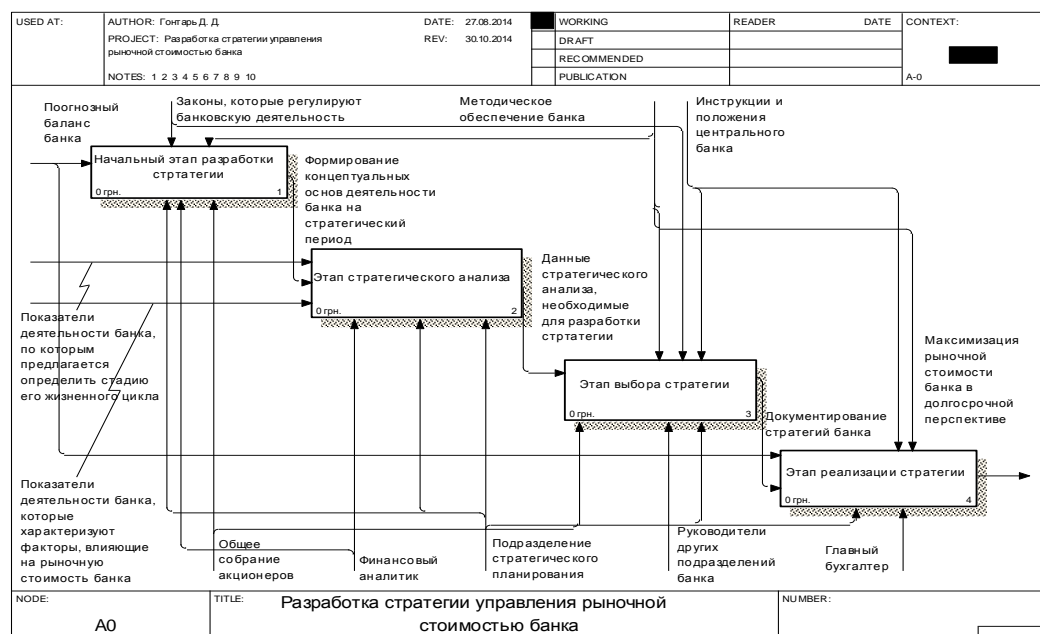 USED AT:
AUTHOR: Гонтарь Д. Д.
DATE: 27.08.2014
PROJECT: Разработка стратегии управления
рыночной стоимостью банка
REV: 30.10.2014
NOTES: 1 2 3 4 5 6 7 8 9 10
WORKING
DRAFT
RECOMMENDED
PUBLICATION
READER
DATE
CONTEXT:
A-0
Поогнозный
баланс
банка
Законы, которые регулируют
банковскую деятельность
Методическое
обеспечение банка
Инструкции и
положения
центрального
банка
Начальный этап разработки
стртатегии
0 грн.
1
Формирование
концептуальных
основ деятельности
банка на
стратегический
период
Этап стратегического анализа
0 грн.
2
Данные
стратегического
анализа,
необходимые
для разработки
стртатегии
Показатели
деятельности банка,
по которым
предлагается
определить стадию
его жизненного цикла
Этап выбора стратегии
0 грн.
3
Максимизация
рыночной
стоимости
банка в
долгосрочной
перспективе
Документирование
стратегий банка
Этап реализации стратегии
0 грн.
4
Показатели
деятельности банка,
которые
характеризуют
факторы, влияющие
на рыночную
стоимость банка
Общее
собрание
акционеров
Финансовый
аналитик
Подразделение
стратегического
планирования
Руководители
других
подразделений
банка
Главный
бухгалтер
NODE:
A0
TITLE:
Разработка стратегии управления рыночной
стоимостью банка
NUMBER: